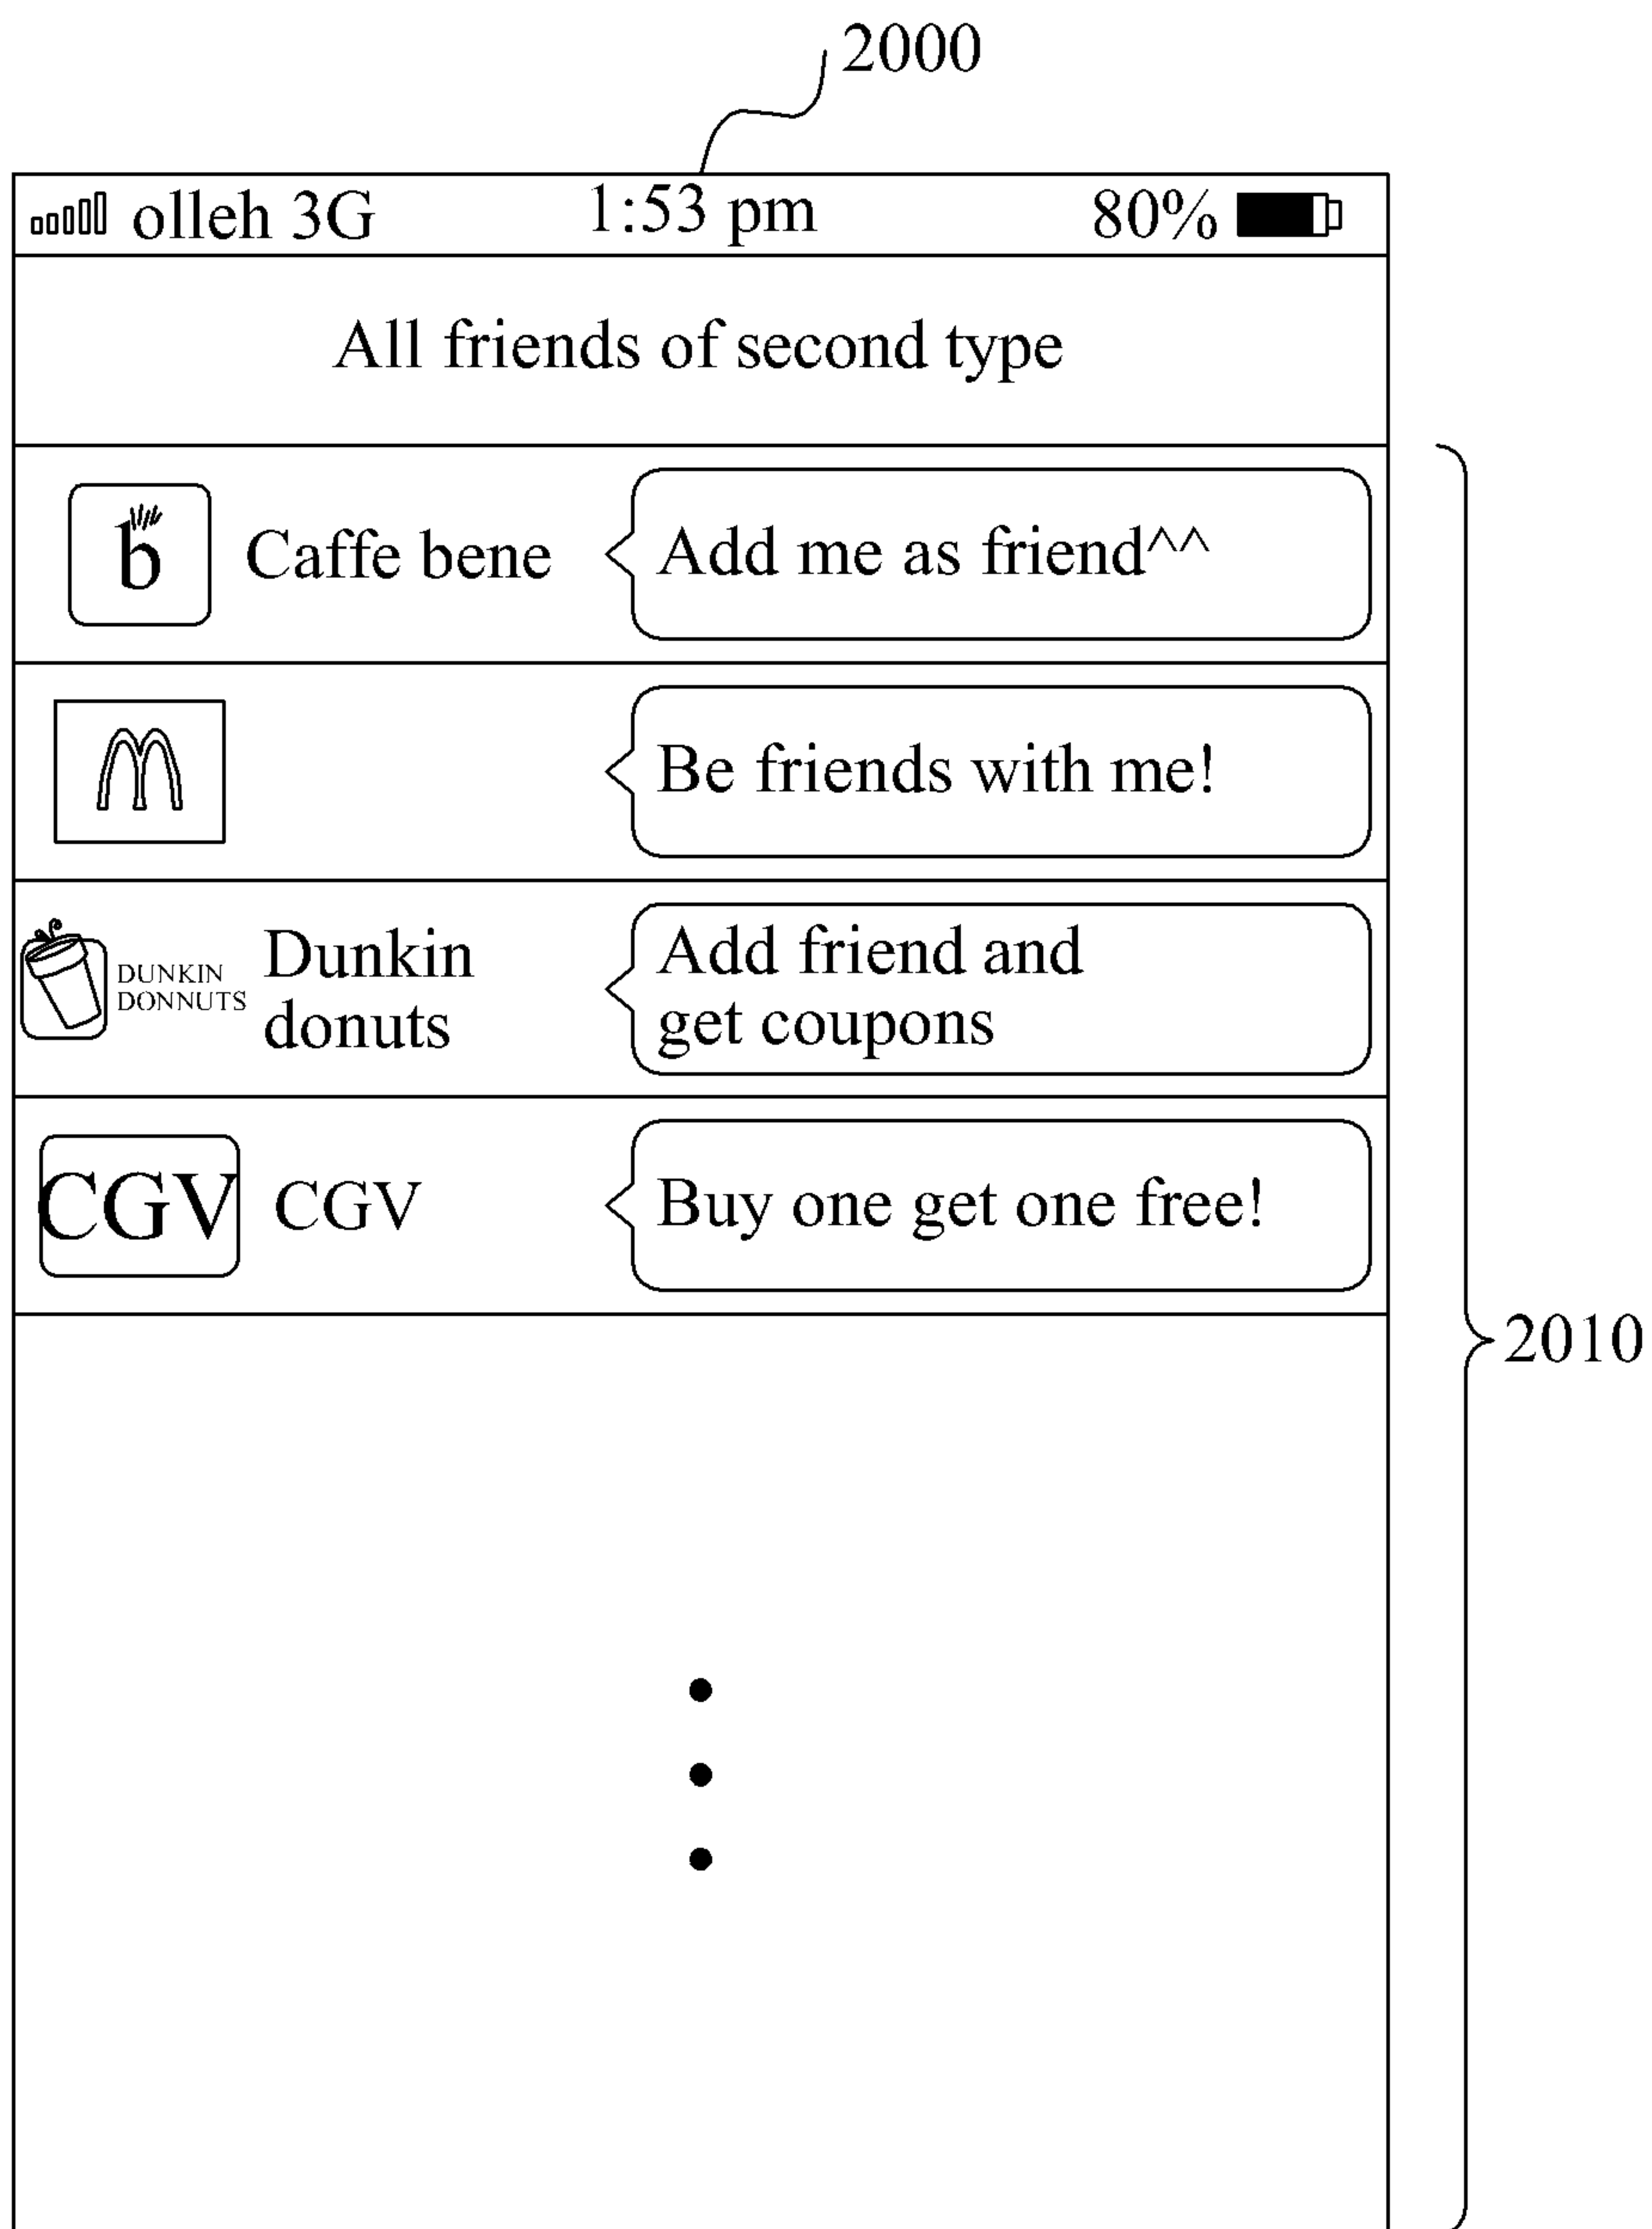 2000
olleh 3G 1:53 pm 80%
All friends of second type
b Caffe bene Add me as friend^^
M Be friends with me!
DUNKIN
DONNUTS
Dunkin
donuts
Add friend and
get coupons
CGV CGV Buy one get one free!
2010